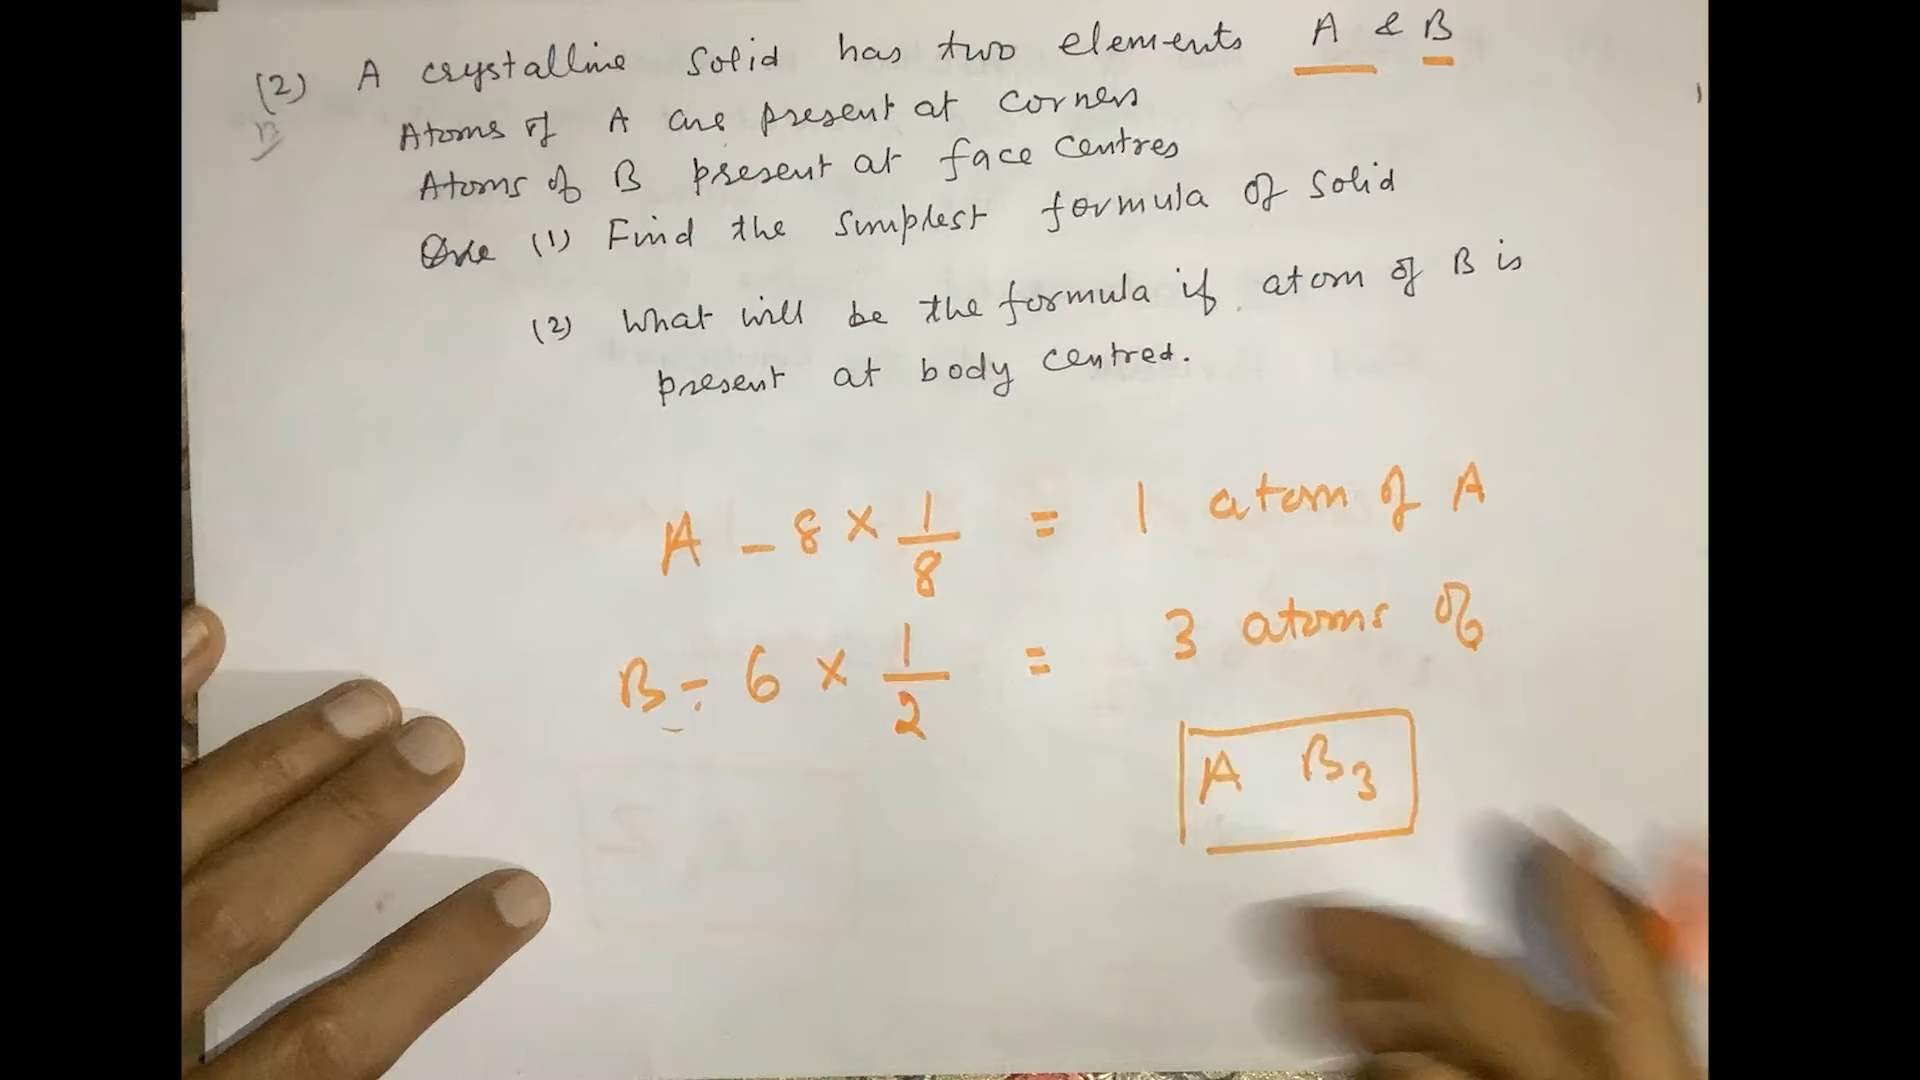 (2) A crystalline solid has two elements A & B
Atoms of A are present at corners
Atoms of B present at face centres
(1) Find the simplest formula of solid
(2) What will be the formula if atom of B is
present at body centred.
A - 8 × 1/8 = 1 atom of A
B ÷ 6 × 1/2 = 3 atoms of
A B₃